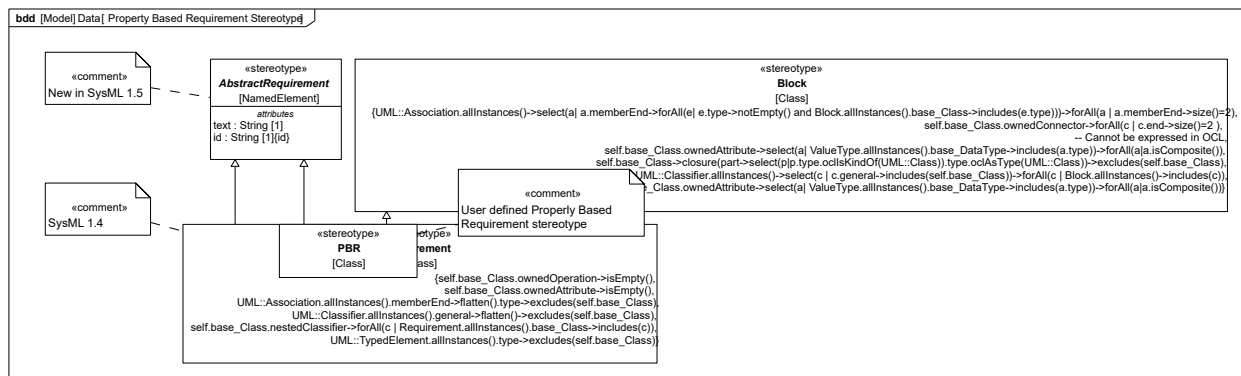 bdd [Model] Data[ Property Based Requirement Stereotype]
«comment»
New in SysML 1.5
«stereotype»
AbstractRequirement
[NamedElement]
attributes
text : String [1]
id : String [1]{id}
«stereotype»
Block
[Class]
{UML::Association.allInstances()->select(a| a.memberEnd->forAll(e| e.type->notEmpty() and Block.allInstances().base_Class->includes(e.type)))->forAll(a | a.memberEnd->size()=2),
self.base_Class.ownedConnector->forAll(c | c.end->size()=2 ),
-- Cannot be expressed in OCL,
self.base_Class.ownedAttribute->select(a| ValueType.allInstances().base_DataType->includes(a.type))->forAll(a|a.isComposite()),
self.base_Class->closure(part->select(p|p.type.oclIsKindOf(UML::Class)).type.oclAsType(UML::Class))->excludes(self.base_Class),
UML::Classifier.allInstances()->select(c | c.general->includes(self.base_Class))->forAll(c | Block.allInstances()->includes(c)),
_Class.ownedAttribute->select(a| ValueType.allInstances().base_DataType->includes(a.type))->forAll(a|a.isComposite())}
«comment»
SysML 1.4
«comment»
User defined Properly Based
Requirement stereotype
«stereotype»
PBR
[Class]
otype»
rement
ass]
{self.base_Class.ownedOperation->isEmpty(),
self.base_Class.ownedAttribute->isEmpty(),
UML::Association.allInstances().memberEnd->flatten().type->excludes(self.base_Class),
UML::Classifier.allInstances().general->flatten()->excludes(self.base_Class),
self.base_Class.nestedClassifier->forAll(c | Requirement.allInstances().base_Class->includes(c)),
UML::TypedElement.allInstances().type->excludes(self.base_Class)}